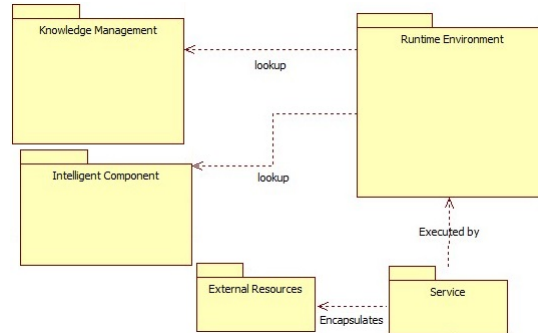 Knowledge Management
Runtime Environment
lookup
Intelligent Component
lookup
Executed by
External Resources
Service
Encapsulates